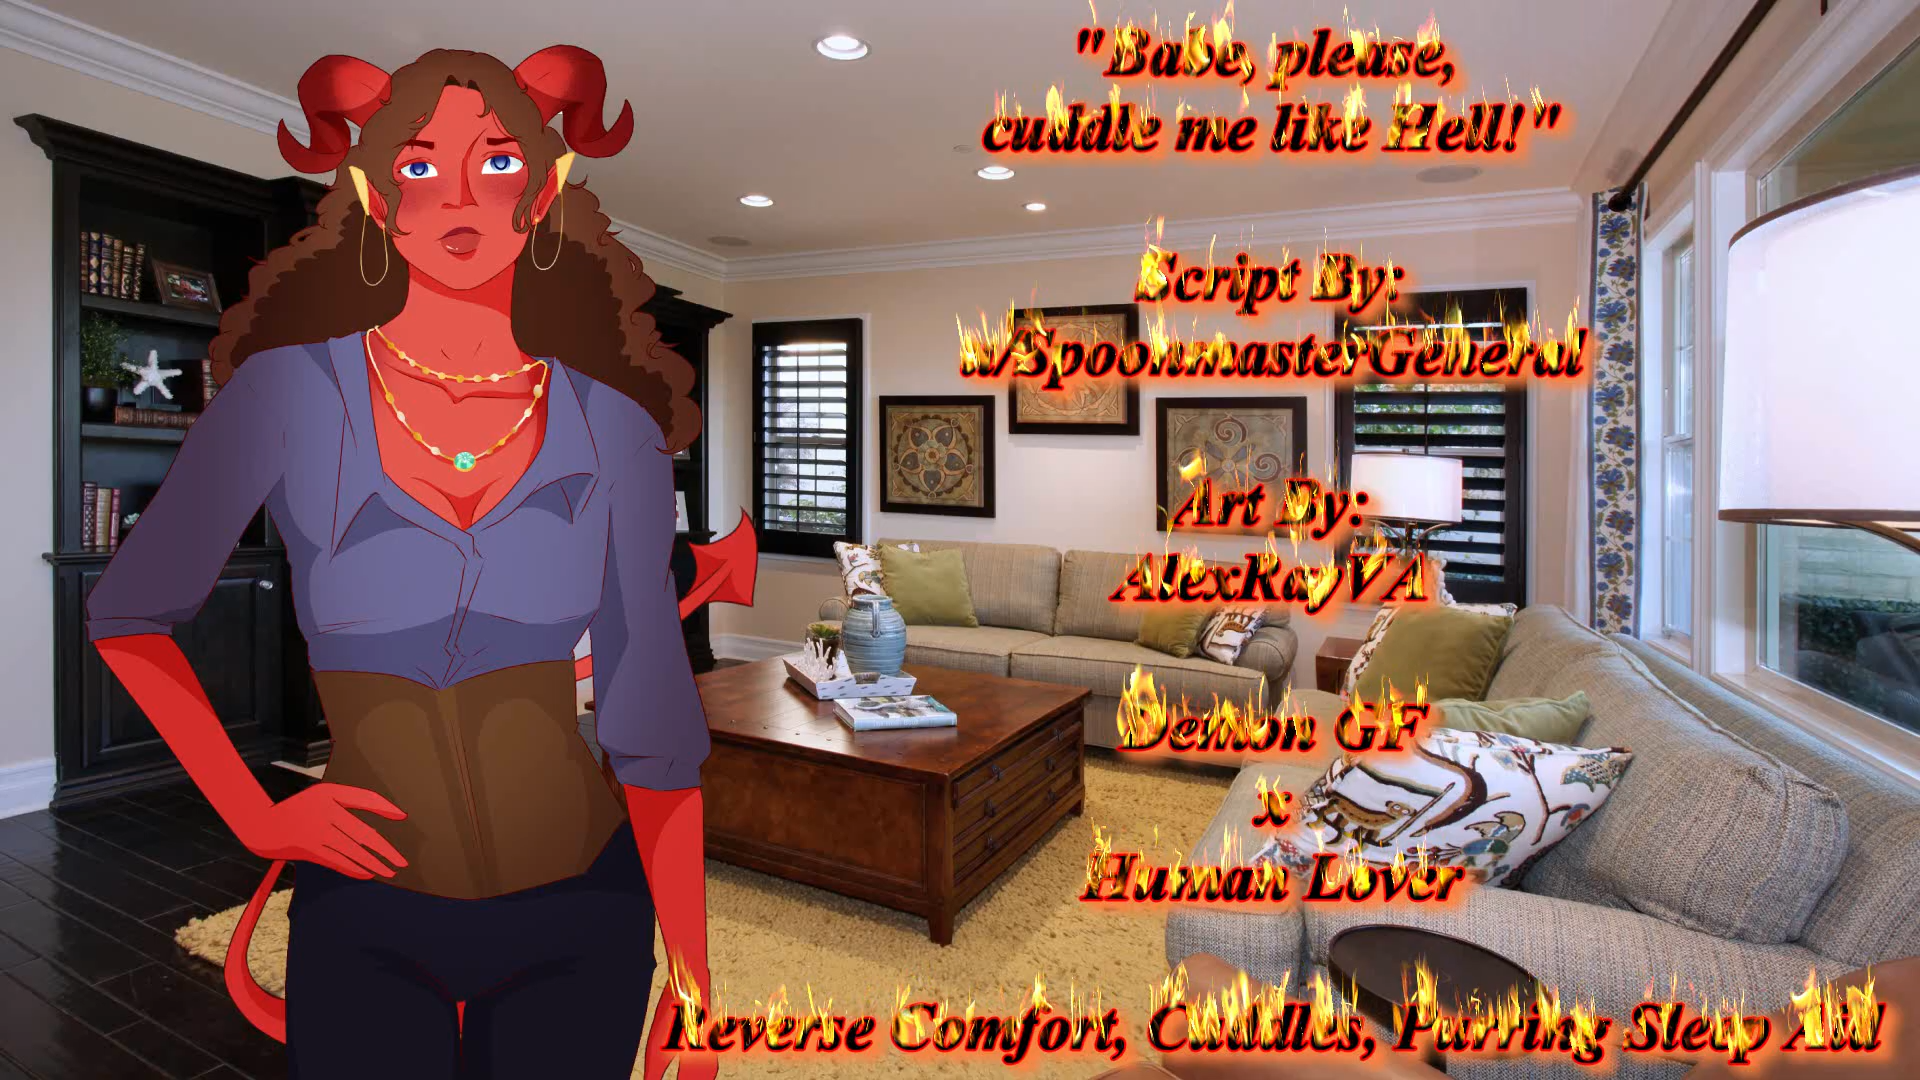 "Babe, please,
cuddle me like Hell!"
Script By:
u/SpoonmasterGeneral
Art By:
AlexRayVA
Demon GF
x
Human Lover
Reverse Comfort, Cuddles, Purring Sleep Aid